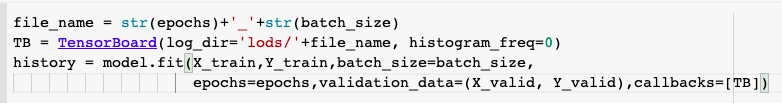 file_name = str(epochs)+'_'+str(batch_size)
TB = TensorBoard(log_dir='lods/'+file_name, histogram_freq=0)
history = model.fit(X_train,Y_train,batch_size=batch_size,
epochs=epochs,validation_data=(X_valid, Y_valid),callbacks=[TB])